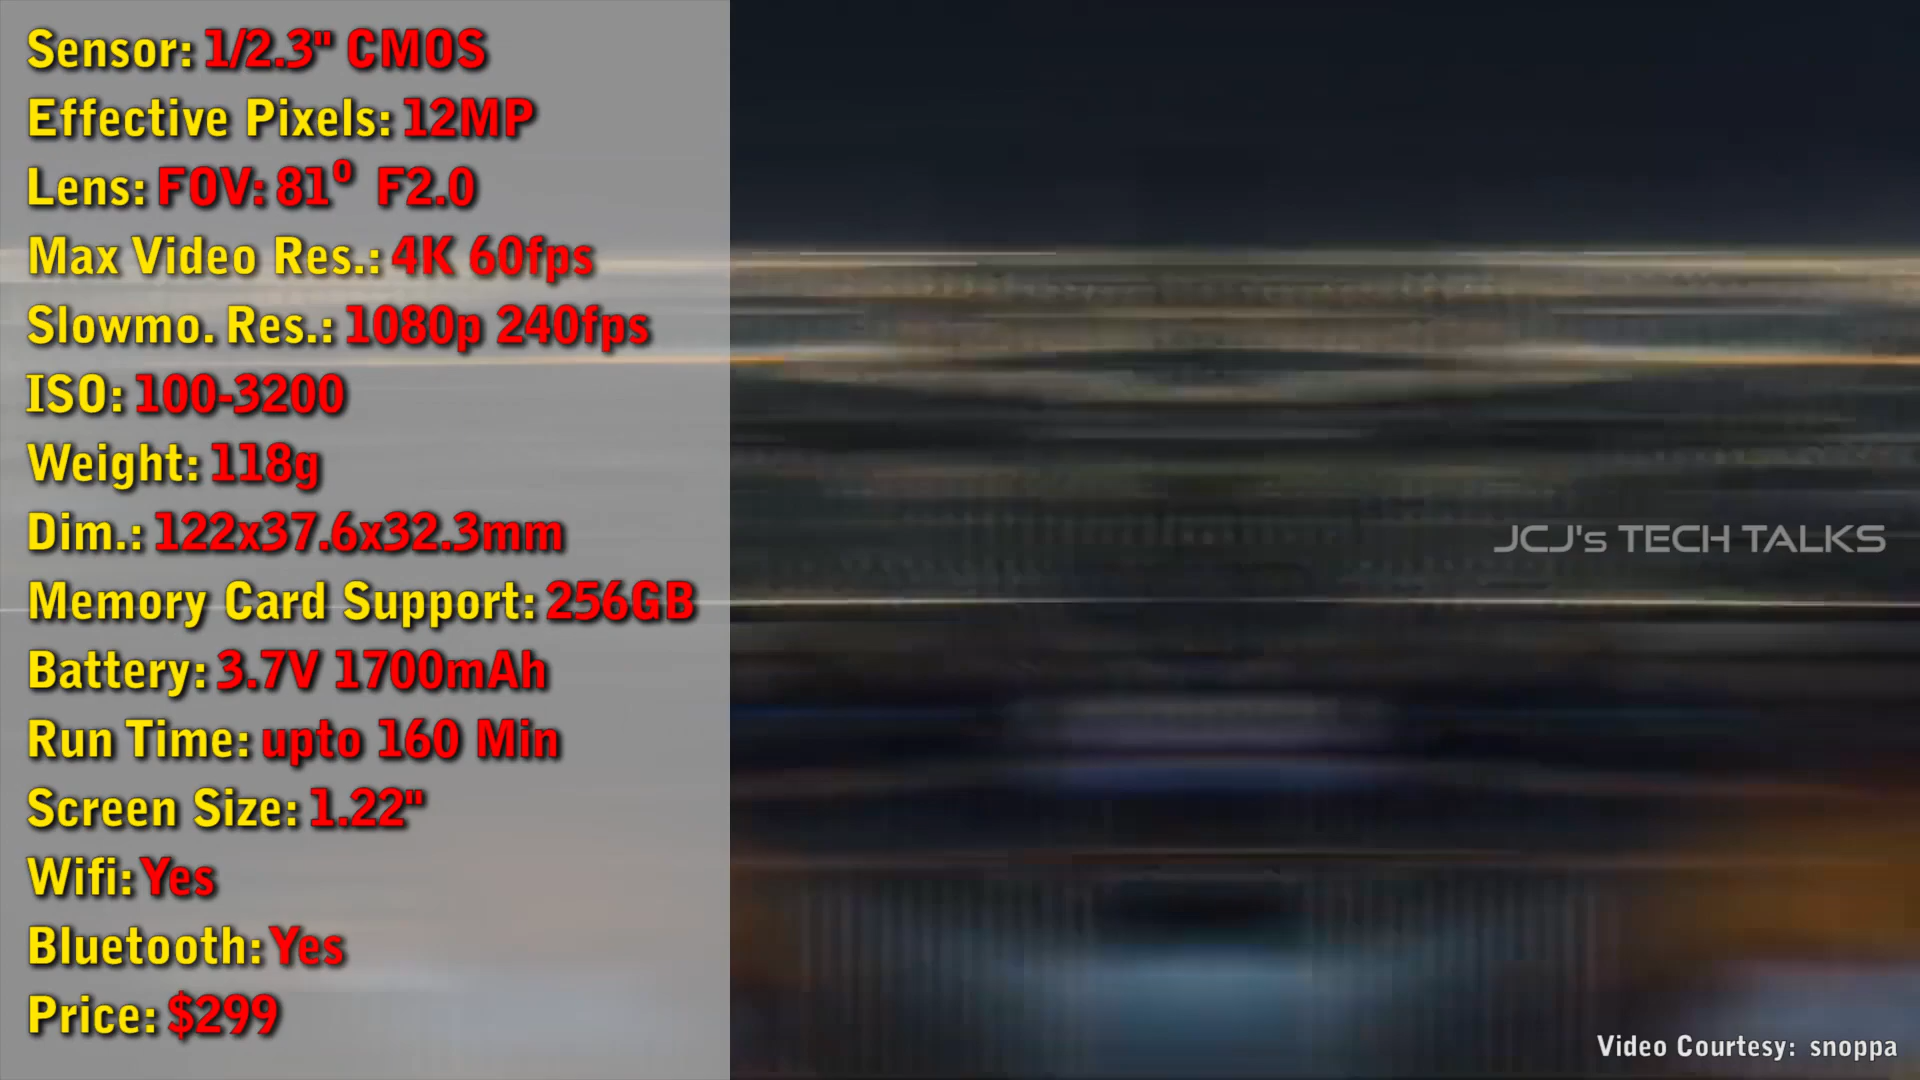 Sensor: 1/2.3" CMOS
Effective Pixels: 12MP
Lens: FOV: 81⁰ F2.0
Max Video Res.: 4K 60fps
Slowmo. Res.: 1080p 240fps
ISO: 100-3200
Weight: 118g
Dim.: 122x37.6x32.3mm
JCJ's TECH TALKS
Memory Card Support: 256GB
Battery: 3.7V 1700mAh
Run Time: upto 160 Min
Screen Size: 1.22"
Wifi: Yes
Bluetooth: Yes
Price: $299
Video Courtesy: snoppa